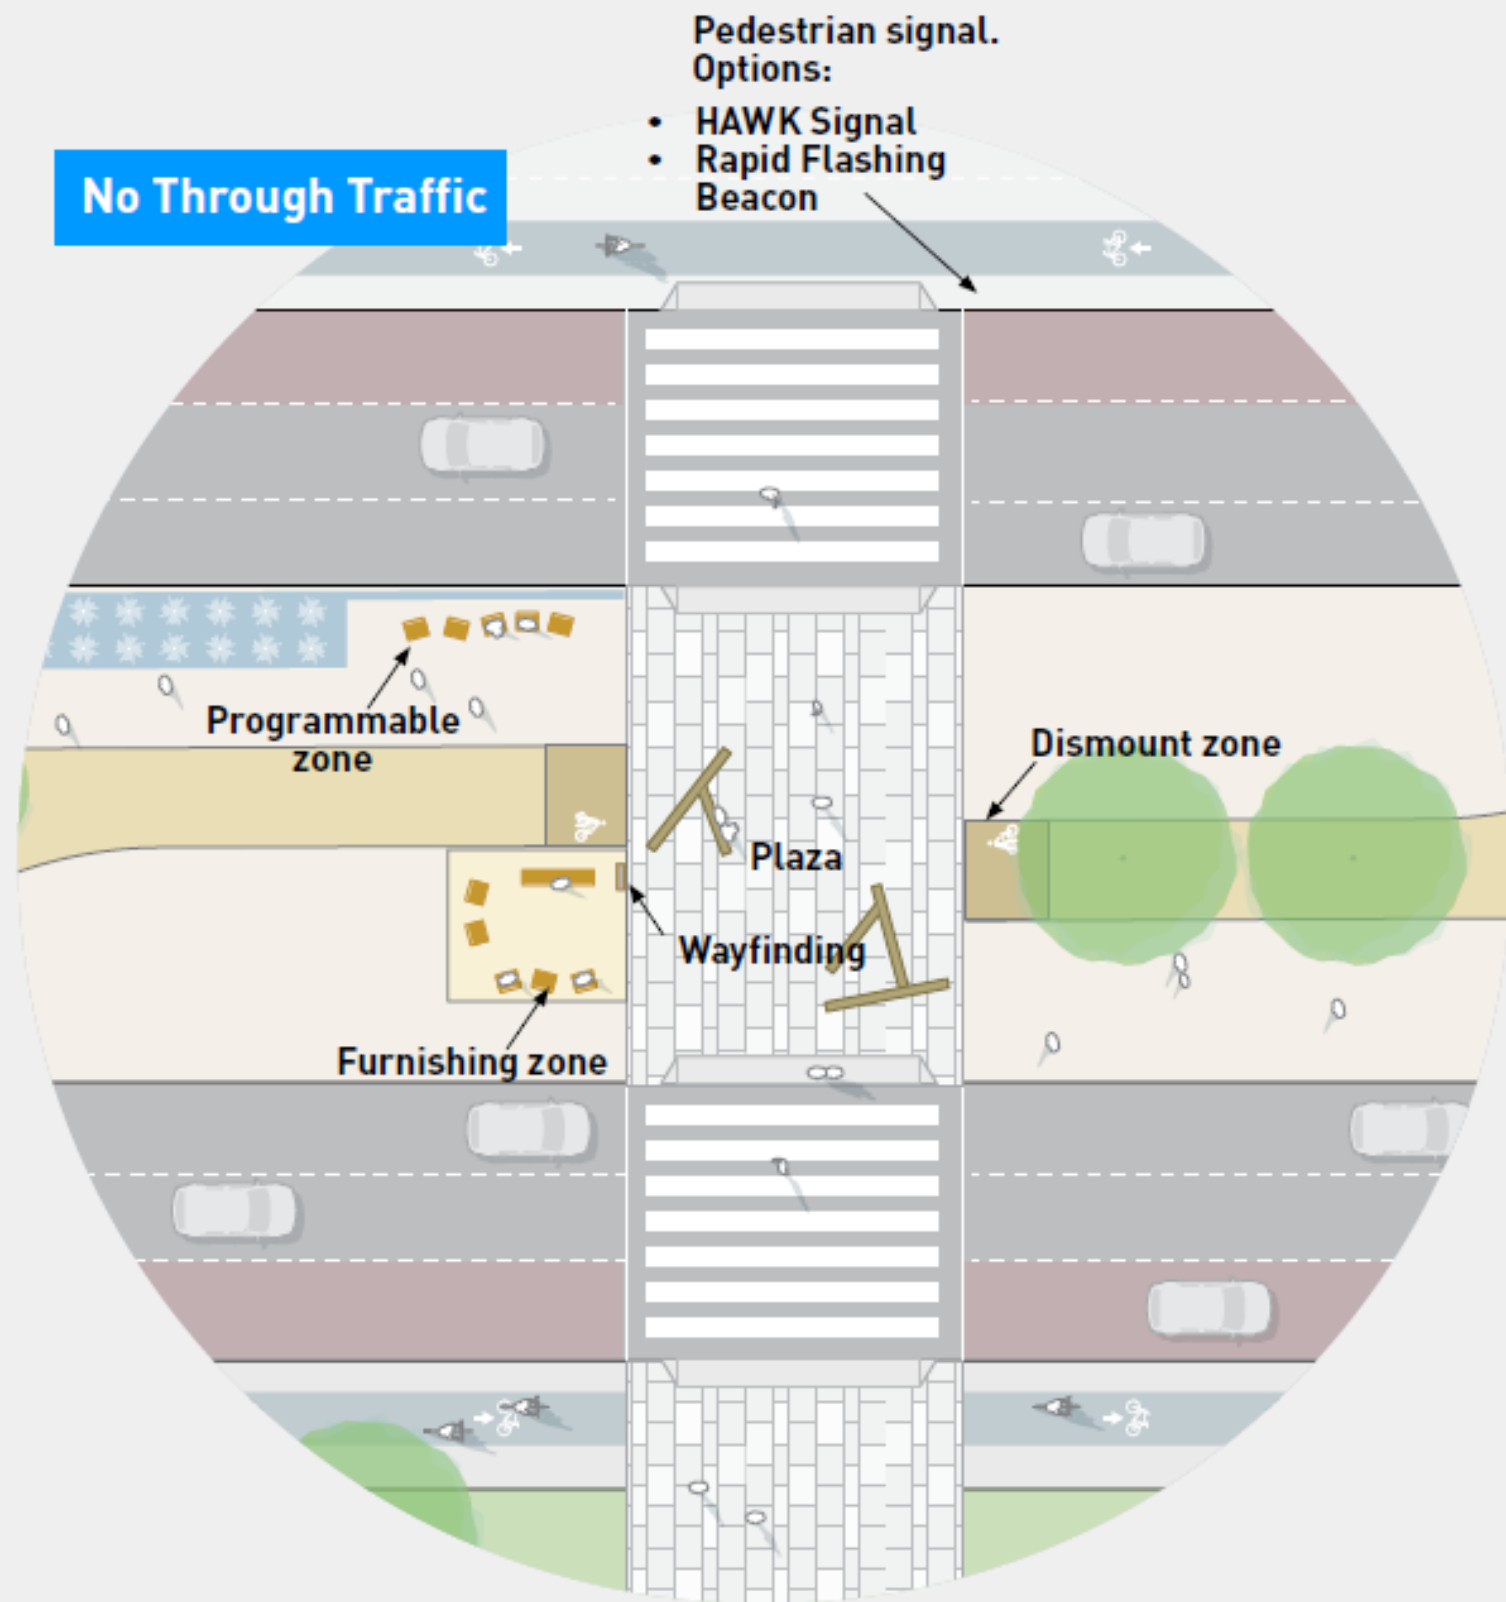 Pedestrian signal.
Options:
• HAWK Signal
• Rapid Flashing
Beacon
No Through Traffic
Programmable
zone
Dismount zone
Plaza
Wayfinding
Furnishing zone